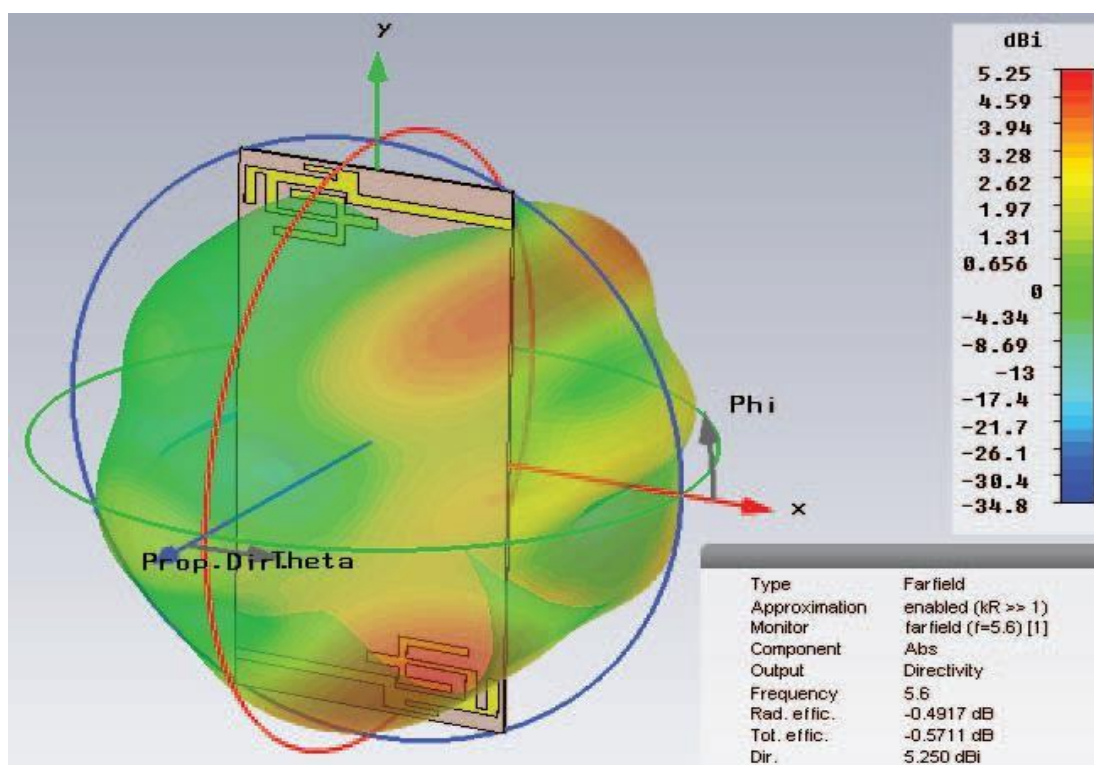 y
dBi
5.25
4.59
3.94
3.28
2.62
1.97
1.31
0.656
0
-4.34
-8.69
-13
-17.4
-21.7
-26.1
-30.4
-34.8
Phi
x
Prop.Dir.Theta
Type Farfield
Approximation enabled (kR >> 1)
Monitor farfield (f=5.6) [1]
Component Abs
Output Directivity
Frequency 5.6
Rad. effic. -0.4917 dB
Tot. effic. -0.5711 dB
Dir. 5.250 dBi